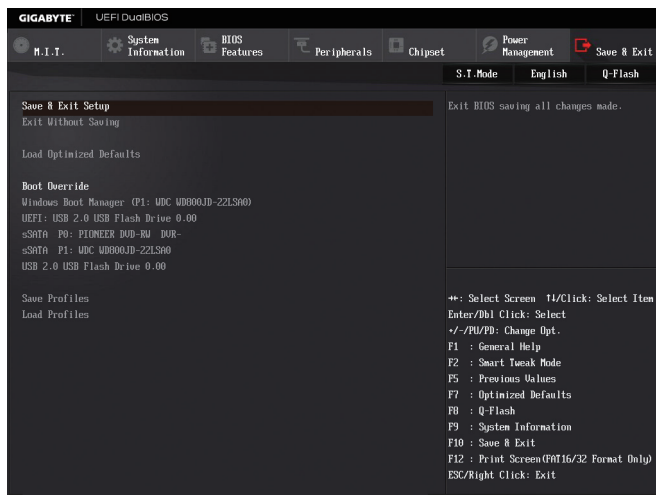 GIGABYTE™ UEFI DualBIOS
M.I.T.
System Information
BIOS Features
Peripherals
Chipset
Power Management
Save & Exit
S.T.Mode English Q-Flash
Save & Exit Setup
Exit Without Saving
Load Optimized Defaults
Boot Override
Windows Boot Manager (P1: WDC WD800JD-22LSA0)
UEFI: USB 2.0 USB Flash Drive 0.00
sSATA P0: PIONEER DVD-RW DVR-
sSATA P1: WDC WD800JD-22LSA0
USB 2.0 USB Flash Drive 0.00
Save Profiles
Load Profiles
Exit BIOS saving all changes made.
→←: Select Screen ↑↓/Click: Select Item
Enter/Dbl Click: Select
+/-/PU/PD: Change Opt.
F1 : General Help
F2 : Smart Tweak Mode
F5 : Previous Values
F7 : Optimized Defaults
F8 : Q-Flash
F9 : System Information
F10 : Save & Exit
F12 : Print Screen(FAT16/32 Format Only)
ESC/Right Click: Exit